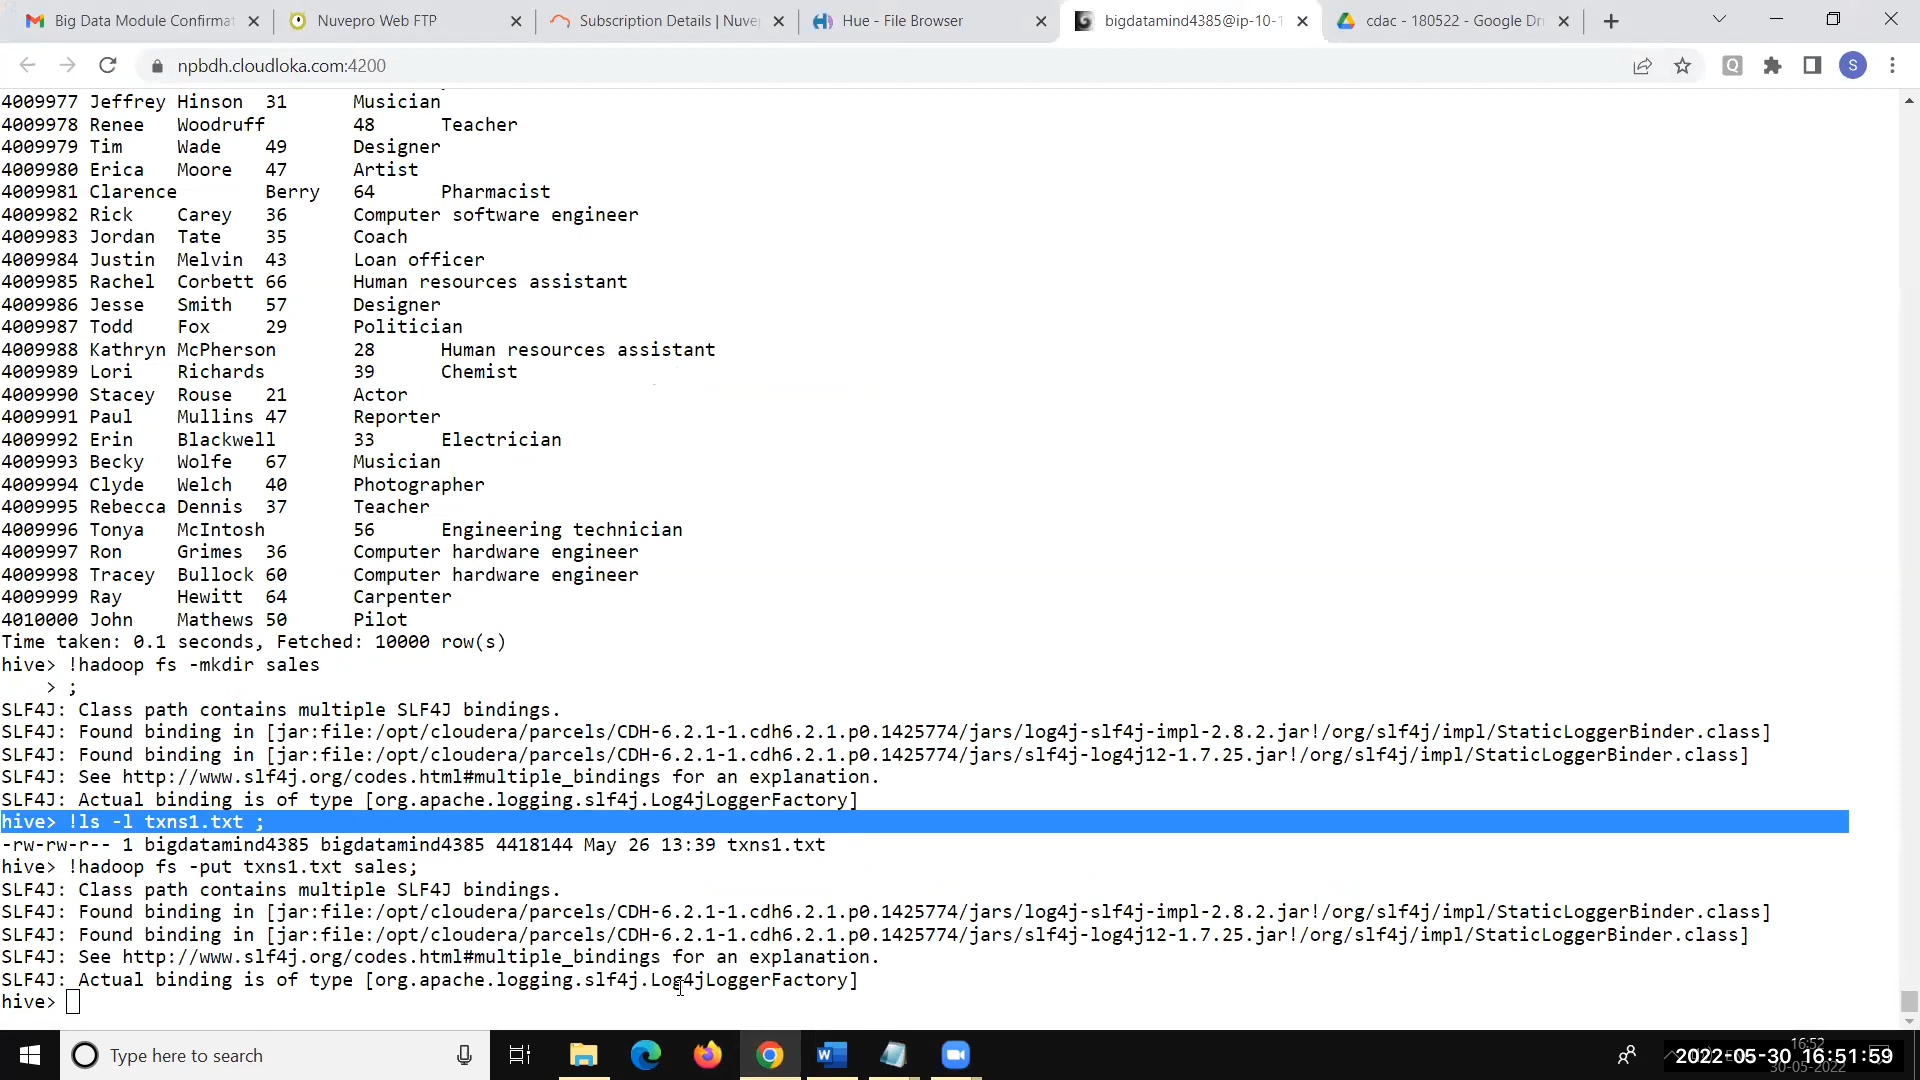 Big Data Module Confirmat
Nuvepro Web FTP
Subscription Details | Nuve
Hue - File Browser
bigdatamind4385@ip-10-1
cdac - 180522 - Google Dri
npbdh.cloudloka.com:4200
Q
S
4009977 Jeffrey Hinson 31 Musician
4009978 Renee Woodruff 48 Teacher
4009979 Tim Wade 49 Designer
4009980 Erica Moore 47 Artist
4009981 Clarence Berry 64 Pharmacist
4009982 Rick Carey 36 Computer software engineer
4009983 Jordan Tate 35 Coach
4009984 Justin Melvin 43 Loan officer
4009985 Rachel Corbett 66 Human resources assistant
4009986 Jesse Smith 57 Designer
4009987 Todd Fox 29 Politician
4009988 Kathryn McPherson 28 Human resources assistant
4009989 Lori Richards 39 Chemist
4009990 Stacey Rouse 21 Actor
4009991 Paul Mullins 47 Reporter
4009992 Erin Blackwell 33 Electrician
4009993 Becky Wolfe 67 Musician
4009994 Clyde Welch 40 Photographer
4009995 Rebecca Dennis 37 Teacher
4009996 Tonya McIntosh 56 Engineering technician
4009997 Ron Grimes 36 Computer hardware engineer
4009998 Tracey Bullock 60 Computer hardware engineer
4009999 Ray Hewitt 64 Carpenter
4010000 John Mathews 50 Pilot
Time taken: 0.1 seconds, Fetched: 10000 row(s)
hive> !hadoop fs -mkdir sales
> ;
SLF4J: Class path contains multiple SLF4J bindings.
SLF4J: Found binding in [jar:file:/opt/cloudera/parcels/CDH-6.2.1-1.cdh6.2.1.p0.1425774/jars/log4j-slf4j-impl-2.8.2.jar!/org/slf4j/impl/StaticLoggerBinder.class]
SLF4J: Found binding in [jar:file:/opt/cloudera/parcels/CDH-6.2.1-1.cdh6.2.1.p0.1425774/jars/slf4j-log4j12-1.7.25.jar!/org/slf4j/impl/StaticLoggerBinder.class]
SLF4J: See http://www.slf4j.org/codes.html#multiple_bindings for an explanation.
SLF4J: Actual binding is of type [org.apache.logging.slf4j.Log4jLoggerFactory]
hive> !ls -l txns1.txt ;
-rw-rw-r-- 1 bigdatamind4385 bigdatamind4385 4418144 May 26 13:39 txns1.txt
hive> !hadoop fs -put txns1.txt sales;
SLF4J: Class path contains multiple SLF4J bindings.
SLF4J: Found binding in [jar:file:/opt/cloudera/parcels/CDH-6.2.1-1.cdh6.2.1.p0.1425774/jars/log4j-slf4j-impl-2.8.2.jar!/org/slf4j/impl/StaticLoggerBinder.class]
SLF4J: Found binding in [jar:file:/opt/cloudera/parcels/CDH-6.2.1-1.cdh6.2.1.p0.1425774/jars/slf4j-log4j12-1.7.25.jar!/org/slf4j/impl/StaticLoggerBinder.class]
SLF4J: See http://www.slf4j.org/codes.html#multiple_bindings for an explanation.
SLF4J: Actual binding is of type [org.apache.logging.slf4j.Log4jLoggerFactory]
hive>
Type here to search
16:52
2022-05-30 16:51:59
30-05-2022